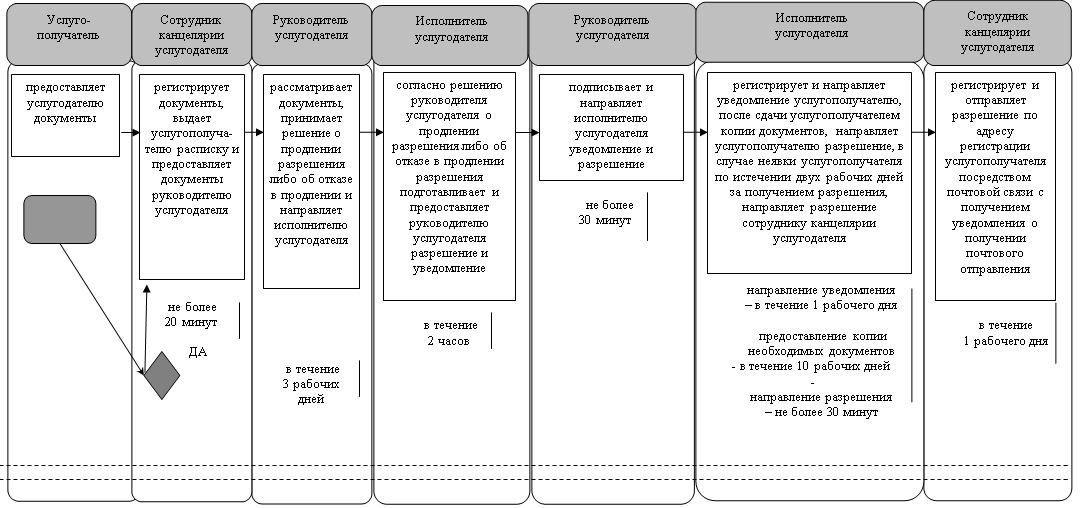 Услуго-
получатель
предоставляет
услугодателю
документы
Сотрудник
канцелярии
услугодателя
регистрирует
документы,
выдает
услугополуча-
телю расписку и
предоставляет
документы
руководителю
услугодателя
не более
20 минут
ДА
Руководитель
услугодателя
рассматривает
документы,
принимает
решение о
продлении
разрешения
либо об отказе
в продлении и
направляет
исполнителю
услугодателя
в течение
3 рабочих
дней
Исполнитель
услугодателя
согласно решению
руководителя
услугодателя о
продлении
разрешения либо об
отказе в продлении
разрешения
подготавливает и
предоставляет
руководителю
услугодателя
разрешение и
уведомление
в течение
2 часов
Руководитель
услугодателя
подписывает и
направляет
исполнителю
услугодателя
уведомление и
разрешение
не более
30 минут
Исполнитель
услугодателя
регистрирует и направляет
уведомление услугополучателю,
после сдачи услугополучателем
копии документов, направляет
услугополучателю разрешение, в
случае неявки услугополучателя
по истечении двух рабочих дней
за получением разрешения,
направляет разрешение
сотруднику канцелярии
услугодателя
направление уведомления
– в течение 1 рабочего дня
предоставление копии
необходимых документов
- в течение 10 рабочих дней
-
направление разрешения
– не более 30 минут
Сотрудник
канцелярии
услугодателя
регистрирует и
отправляет
разрешение по
адресу
регистрации
услугополучателя
посредством
почтовой связи с
получением
уведомления о
получении
почтового
отправления
в течение
1 рабочего дня